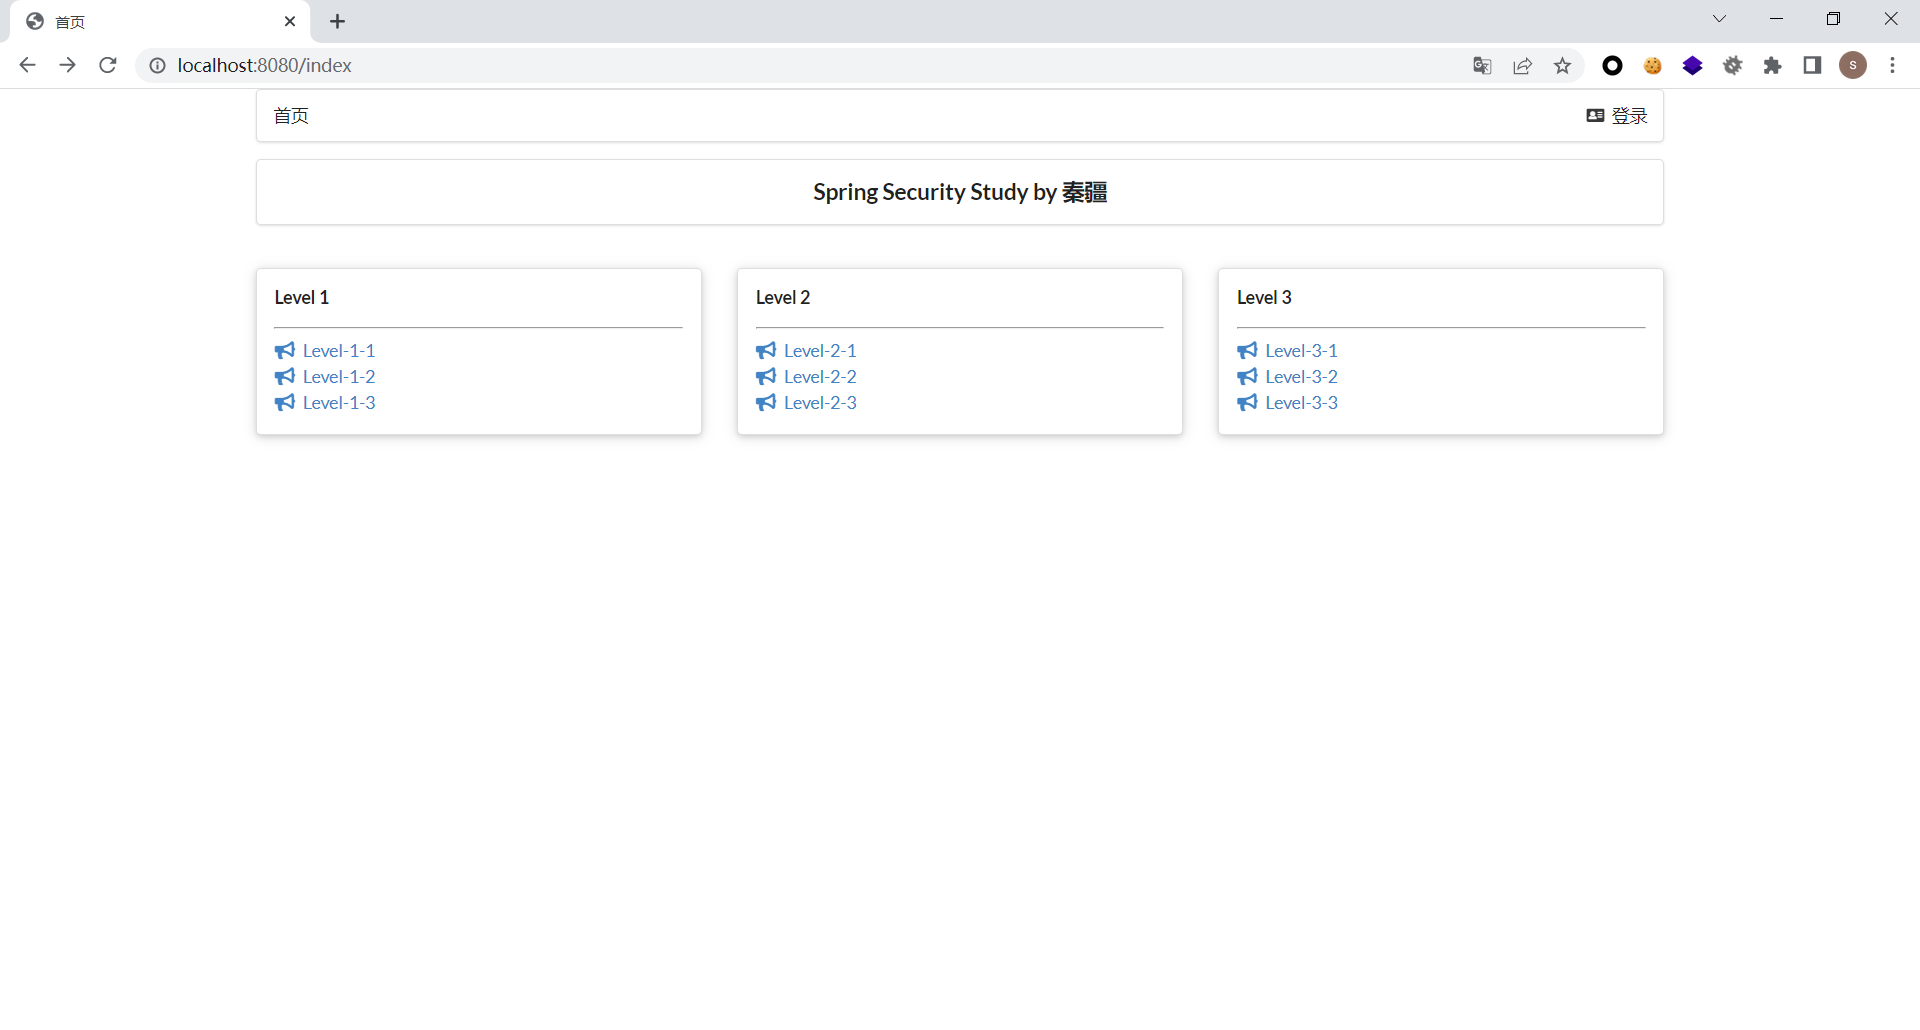 首页
localhost:8080/index
S
首页
登录
Spring Security Study by 秦疆
Level 1
Level-1-1
Level-1-2
Level-1-3
Level 2
Level-2-1
Level-2-2
Level-2-3
Level 3
Level-3-1
Level-3-2
Level-3-3